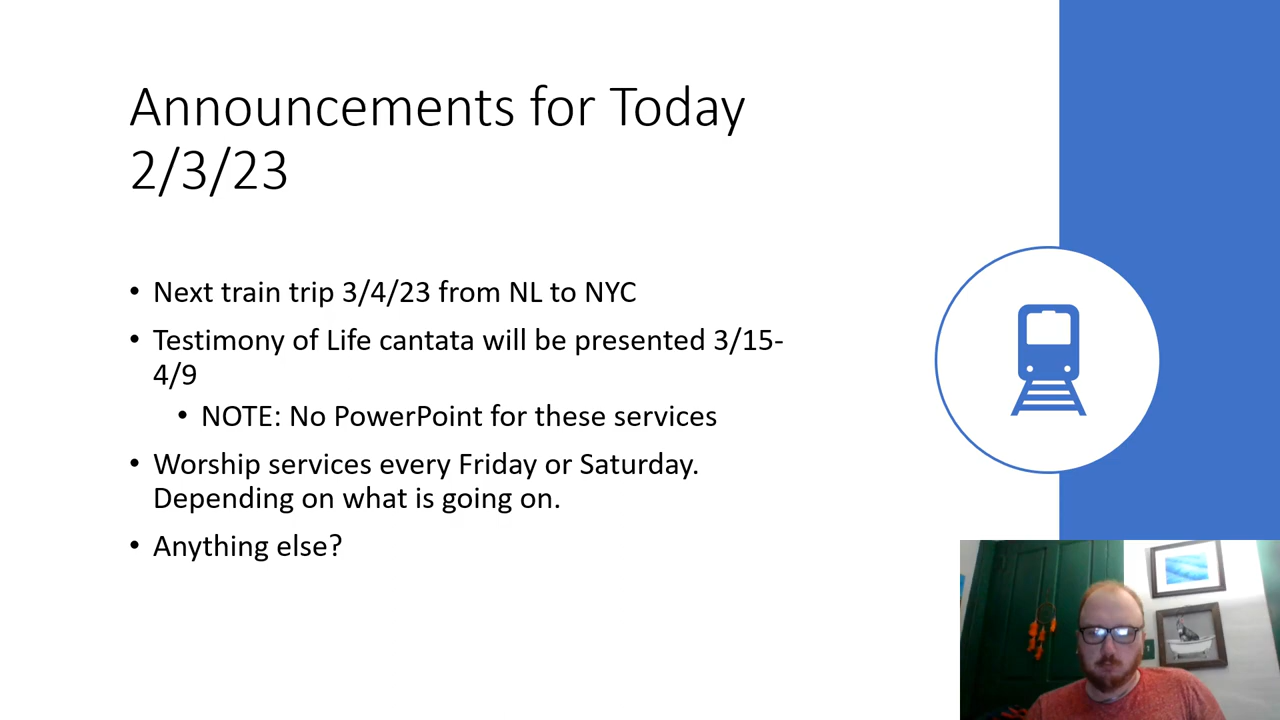 Announcements for Today
2/3/23
• Next train trip 3/4/23 from NL to NYC
• Testimony of Life cantata will be presented 3/15-
4/9
• NOTE: No PowerPoint for these services
• Worship services every Friday or Saturday.
Depending on what is going on.
• Anything else?